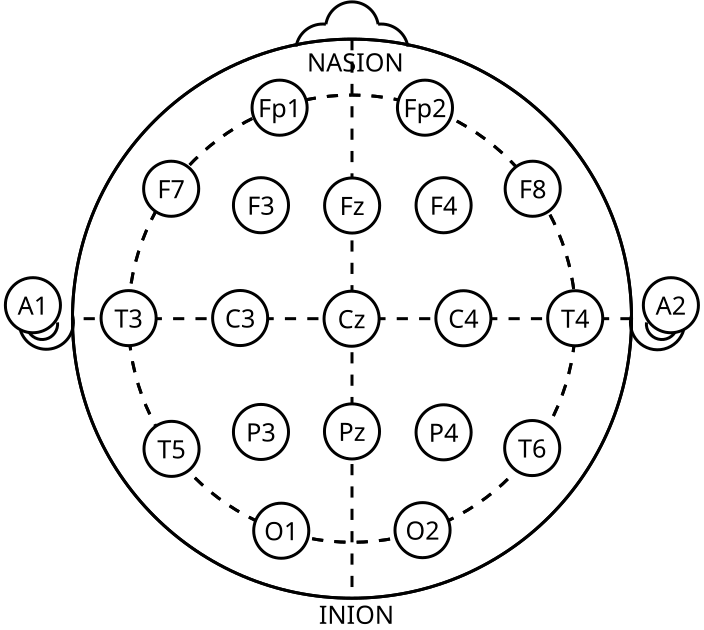 NASION
Fp1 Fp2
F7 F3 Fz F4 F8
A1 T3 C3 Cz C4 T4 A2
T5 P3 Pz P4 T6
O1 O2
INION